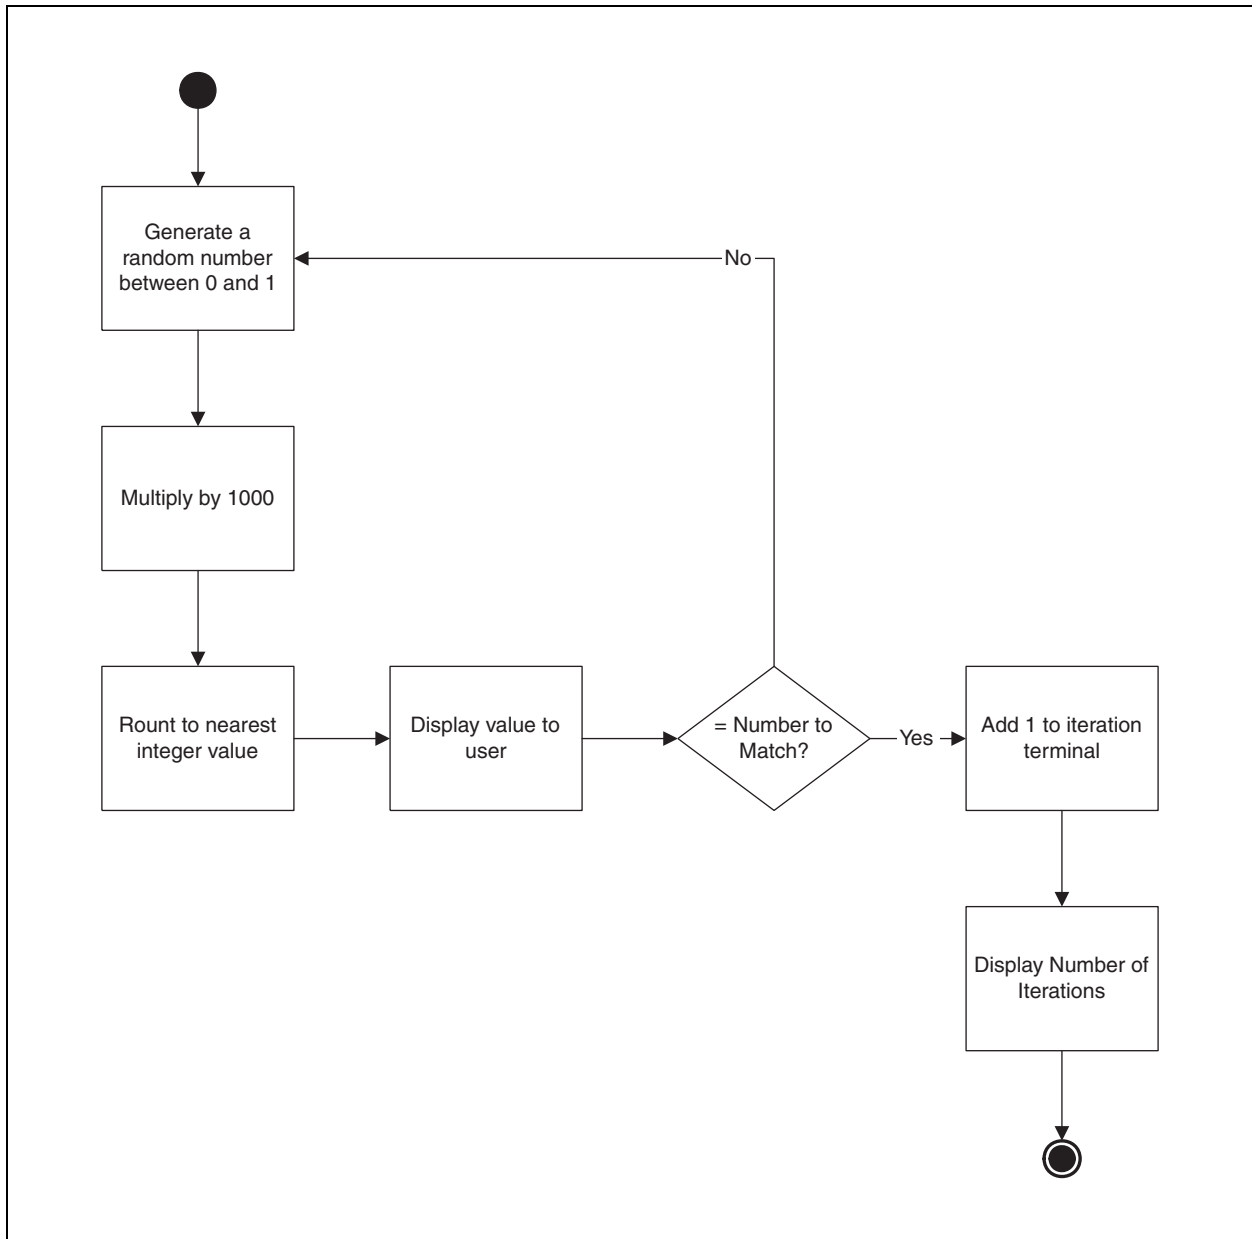 Generate a
random number
between 0 and 1
No
Multiply by 1000
Rount to nearest
integer value
Display value to
user
= Number to
Match?
Yes
Add 1 to iteration
terminal
Display Number of
Iterations